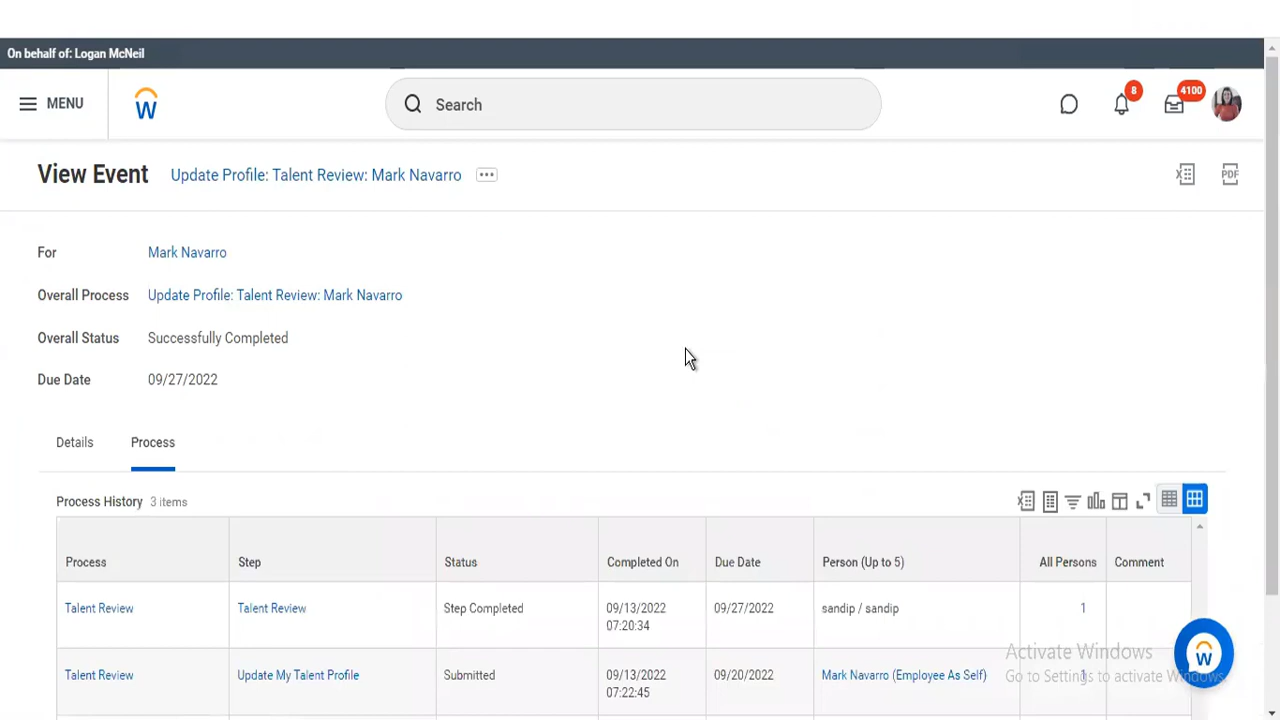 On behalf of: Logan McNeil
MENU
Search
8
4100
View Event Update Profile: Talent Review: Mark Navarro
PDF
For Mark Navarro
Overall Process Update Profile: Talent Review: Mark Navarro
Overall Status Successfully Completed
Due Date 09/27/2022
Details Process
Process History 3 items
Process Step Status Completed On Due Date Person (Up to 5) All Persons Comment
Talent Review Talent Review Step Completed 09/13/2022 09/27/2022 sandip / sandip 1
07:20:34
Talent Review Update My Talent Profile Submitted 09/13/2022 09/20/2022 Mark Navarro (Employee As Self) 1
07:22:45
Activate Windows
Go to Settings to activate Windows.